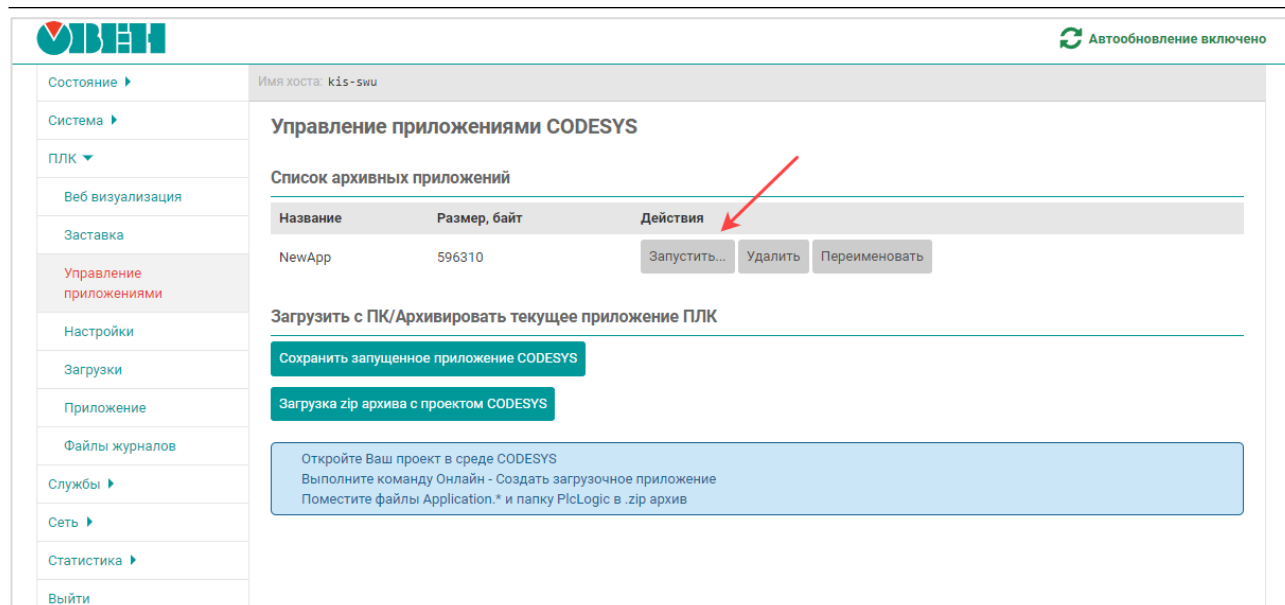 ОВЕН
Автообновление включено
Состояние
Имя хоста: kis-swu
Система
Управление приложениями CODESYS
ПЛК
Список архивных приложений
Веб визуализация
Название Размер, байт Действия
Заставка
NewApp 596310 Запустить... Удалить Переименовать
Управление
приложениями
Загрузить с ПК/Архивировать текущее приложение ПЛК
Настройки
Сохранить запущенное приложение CODESYS
Загрузки
Загрузка zip архива с проектом CODESYS
Приложение
Файлы журналов
Откройте Ваш проект в среде CODESYS
Выполните команду Онлайн - Создать загрузочное приложение
Поместите файлы Application.* и папку PlcLogic в .zip архив
Службы
Сеть
Статистика
Выйти